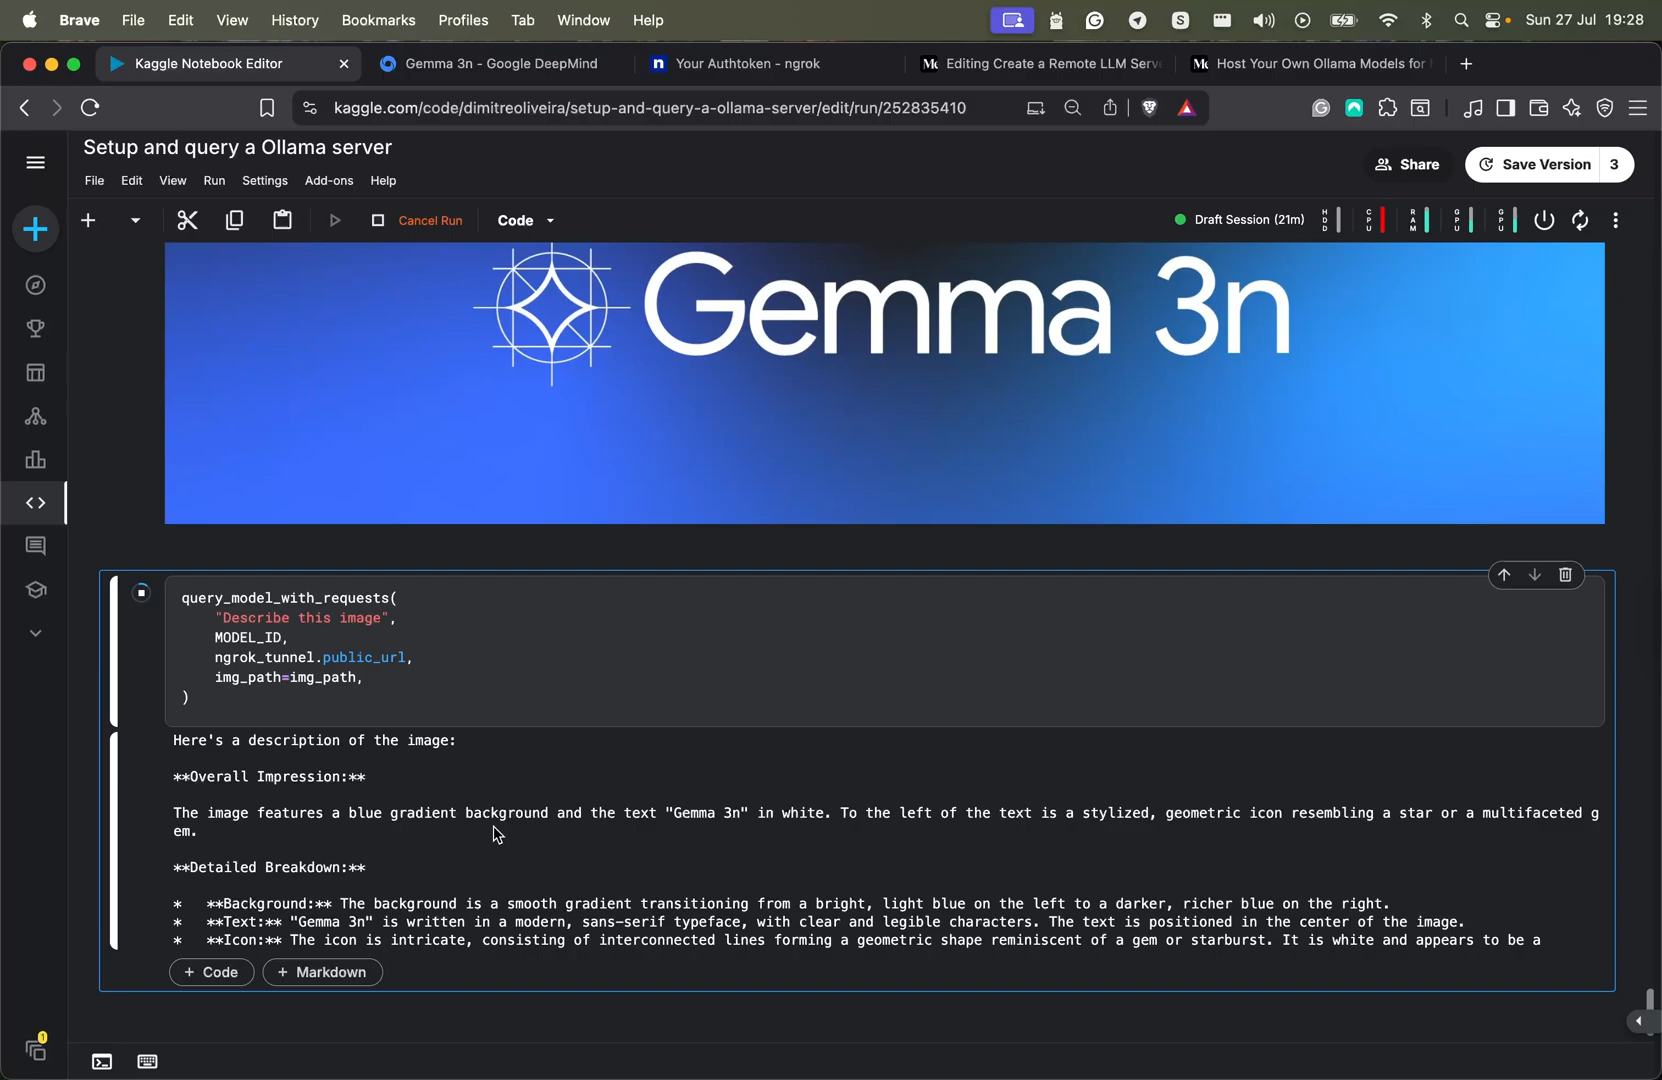 Brave File Edit View History Bookmarks Profiles Tab Window Help Sun 27 Jul 19:28
Kaggle Notebook Editor Gemma 3n - Google DeepMind Your Authtoken - ngrok Editing Create a Remote LLM Serve Host Your Own Ollama Models for
kaggle.com/code/dimitreoliveira/setup-and-query-a-ollama-server/edit/run/252835410
Setup and query a Ollama server
Share Save Version 3
File Edit View Run Settings Add-ons Help
Cancel Run Code Draft Session (21m) HDD CPU RAM GPU GPU
Gemma 3n
query_model_with_requests(
"Describe this image",
MODEL_ID,
ngrok_tunnel.public_url,
img_path=img_path,
)
Here's a description of the image:
**Overall Impression:**
The image features a blue gradient background and the text "Gemma 3n" in white. To the left of the text is a stylized, geometric icon resembling a star or a multifaceted g
em.
**Detailed Breakdown:**
* **Background:** The background is a smooth gradient transitioning from a bright, light blue on the left to a darker, richer blue on the right.
* **Text:** "Gemma 3n" is written in a modern, sans-serif typeface, with clear and legible characters. The text is positioned in the center of the image.
* **Icon:** The icon is intricate, consisting of interconnected lines forming a geometric shape reminiscent of a gem or starburst. It is white and appears to be a
+ Code + Markdown
1